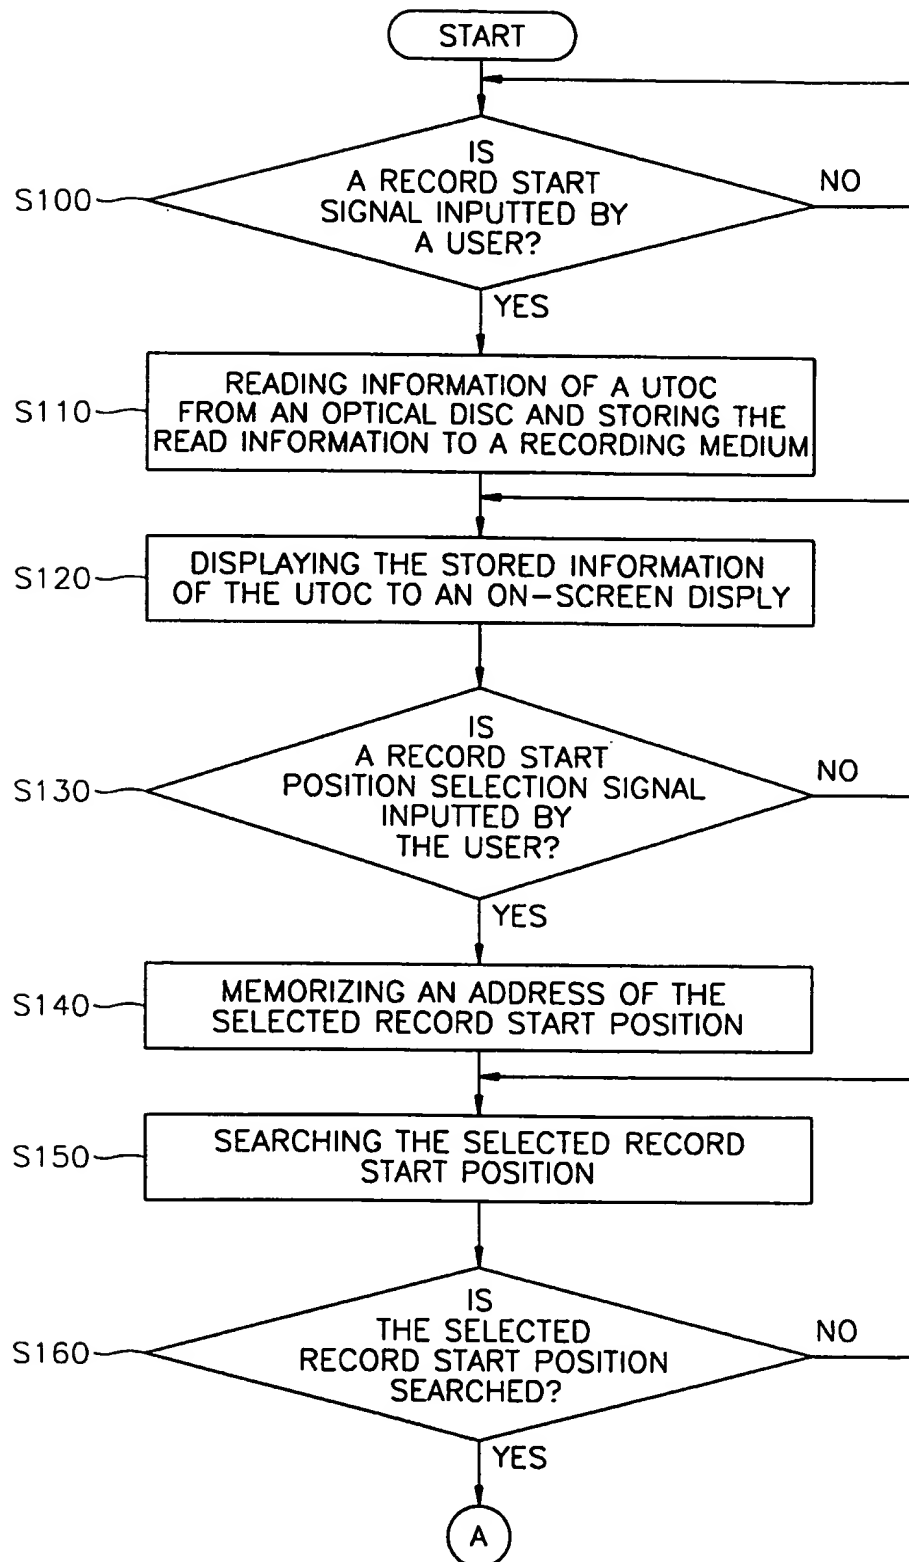 START
IS
A RECORD START
SIGNAL INPUTTED BY
A USER?
S100
NO
YES
READING INFORMATION OF A UTOC
FROM AN OPTICAL DISC AND STORING THE
READ INFORMATION TO A RECORDING MEDIUM
S110
DISPLAYING THE STORED INFORMATION
OF THE UTOC TO AN ON-SCREEN DISPLY
S120
IS
A RECORD START
POSITION SELECTION SIGNAL
INPUTTED BY
THE USER?
S130
NO
YES
MEMORIZING AN ADDRESS OF THE
SELECTED RECORD START POSITION
S140
SEARCHING THE SELECTED RECORD
START POSITION
S150
IS
THE SELECTED
RECORD START POSITION
SEARCHED?
S160
NO
YES
A